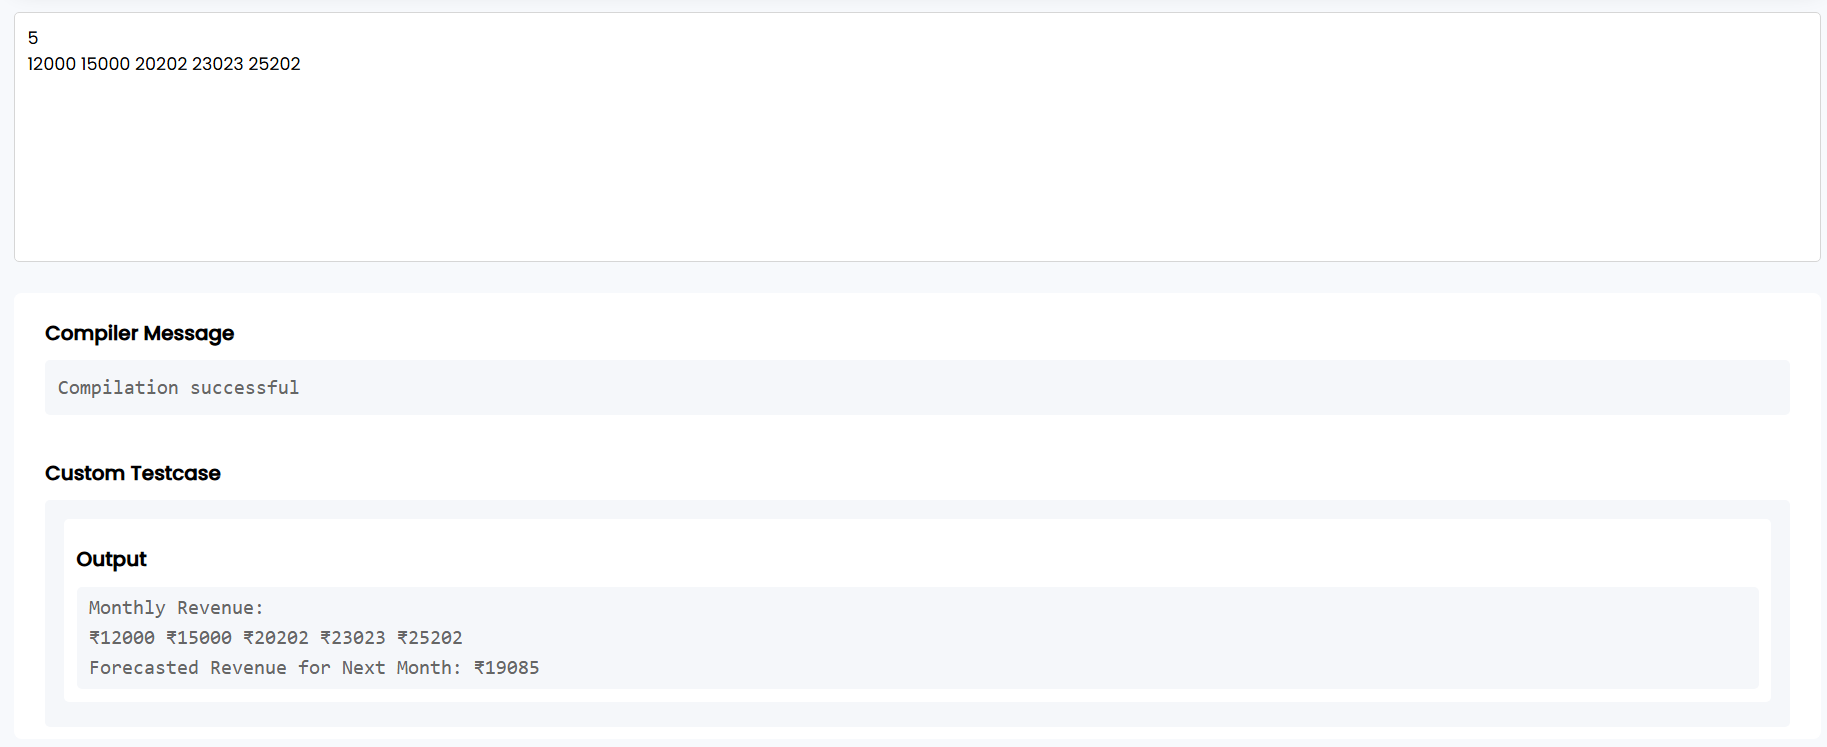 5
12000 15000 20202 23023 25202
Compiler Message
Compilation successful
Custom Testcase
Output
Monthly Revenue:
₹12000 ₹15000 ₹20202 ₹23023 ₹25202
Forecasted Revenue for Next Month: ₹19085